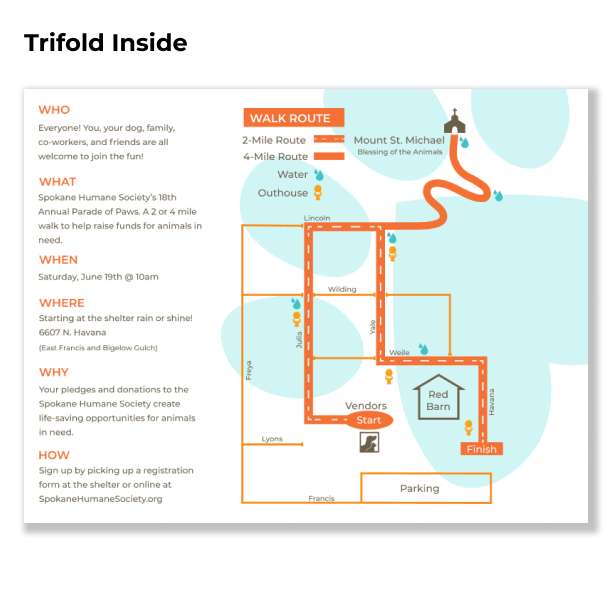 Trifold Inside
WHO
Everyone! You, your dog, family,
co-workers, and friends are all
welcome to join the fun!
WHAT
Spokane Humane Society's 18th
Annual Parade of Paws. A 2 or 4 mile
walk to help raise funds for animals in
need.
WHEN
Saturday, June 19th @ 10am
WHERE
Starting at the shelter rain or shine!
6607 N. Havana
(East Francis and Bigelow Gulch)
WHY
Your pledges and donations to the
Spokane Humane Society create
life-saving opportunities for animals
in need.
HOW
Sign up by picking up a registration
form at the shelter or online at
SpokaneHumaneSociety.org
WALK ROUTE
2-Mile Route
4-Mile Route
Water
Outhouse
Mount St. Michael
Blessing of the Animals
Lincoln
Wilding
Julia
Yale
Freya
Weile
Havana
Red
Barn
Vendors
Start
Finish
Lyons
Parking
Francis